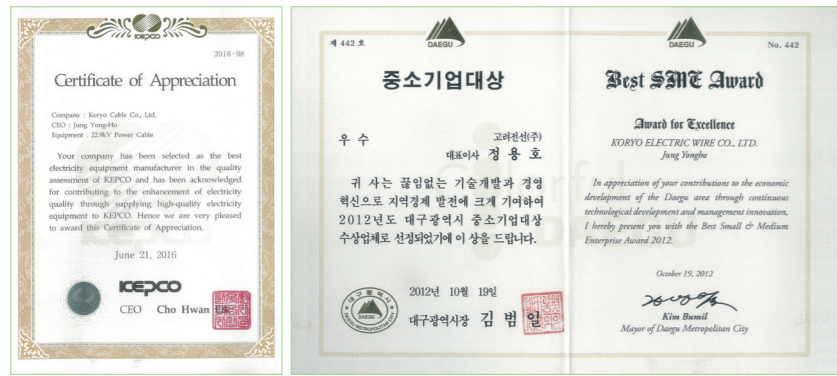 KEPCO
2016-98
Certificate of Appreciation
Company : Koryo Cable Co., Ltd.
CEO : Jung Yong-Ho
Equipment : 22.9kV Power Cable
Your company has been selected as the best
electricity equipment manufacturer in the quality
assessment of KEPCO and has been acknowledged
for contributing to the enhancement of electricity
quality through supplying high-quality electricity
equipment to KEPCO. Hence we are very pleased
to award this Certificate of Appreciation.
June 21, 2016
KEPCO
CEO Cho Hwan Eik
제 442 호
DAEGU
중소기업대상
우 수
고려전선(주)
대표이사 정 용 호
귀 사는 끊임없는 기술개발과 경영
혁신으로 지역경제 발전에 크게 기여하여
2012년도 대구광역시 중소기업대상
수상업체로 선정되었기에 이 상을 드립니다.
2012년 10월 19일
대구광역시
DAEGU
DAEGU METROPOLITAN CITY
대구광역시장 김 범 일
DAEGU
No. 442
Best SME Award
Award for Excellence
KORYO ELECTRIC WIRE CO., LTD.
Jung Yongho
In appreciation of your contributions to the economic
development of the Daegu area through continuous
technological development and management innovation,
I hereby present you with the Best Small & Medium
Enterprise Award 2012.
October 19, 2012
Kim Bumil
Mayor of Daegu Metropolitan City